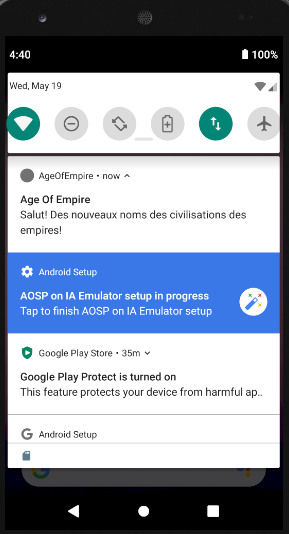 4:40
100%
Wed, May 19
AgeOfEmpire • now
Age Of Empire
Salut! Des nouveaux noms des civilisations des
empires!
Android Setup
AOSP on IA Emulator setup in progress
Tap to finish AOSP on IA Emulator setup
Google Play Store • 35m
Google Play Protect is turned on
This feature protects your device from harmful ap..
Android Setup